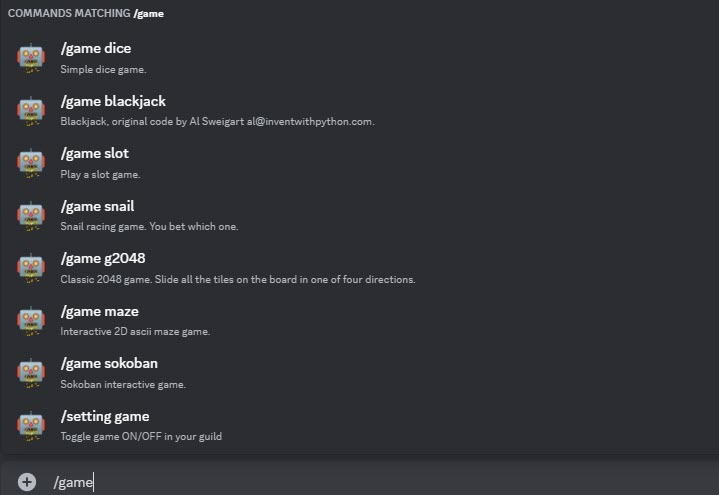 COMMANDS MATCHING /game
/game dice
Simple dice game.
/game blackjack
Blackjack, original code by Al Sweigart al@inventwithpython.com.
/game slot
Play a slot game.
/game snail
Snail racing game. You bet which one.
/game g2048
Classic 2048 game. Slide all the tiles on the board in one of four directions.
/game maze
Interactive 2D ascii maze game.
/game sokoban
Sokoban interactive game.
/setting game
Toggle game ON/OFF in your guild
/game